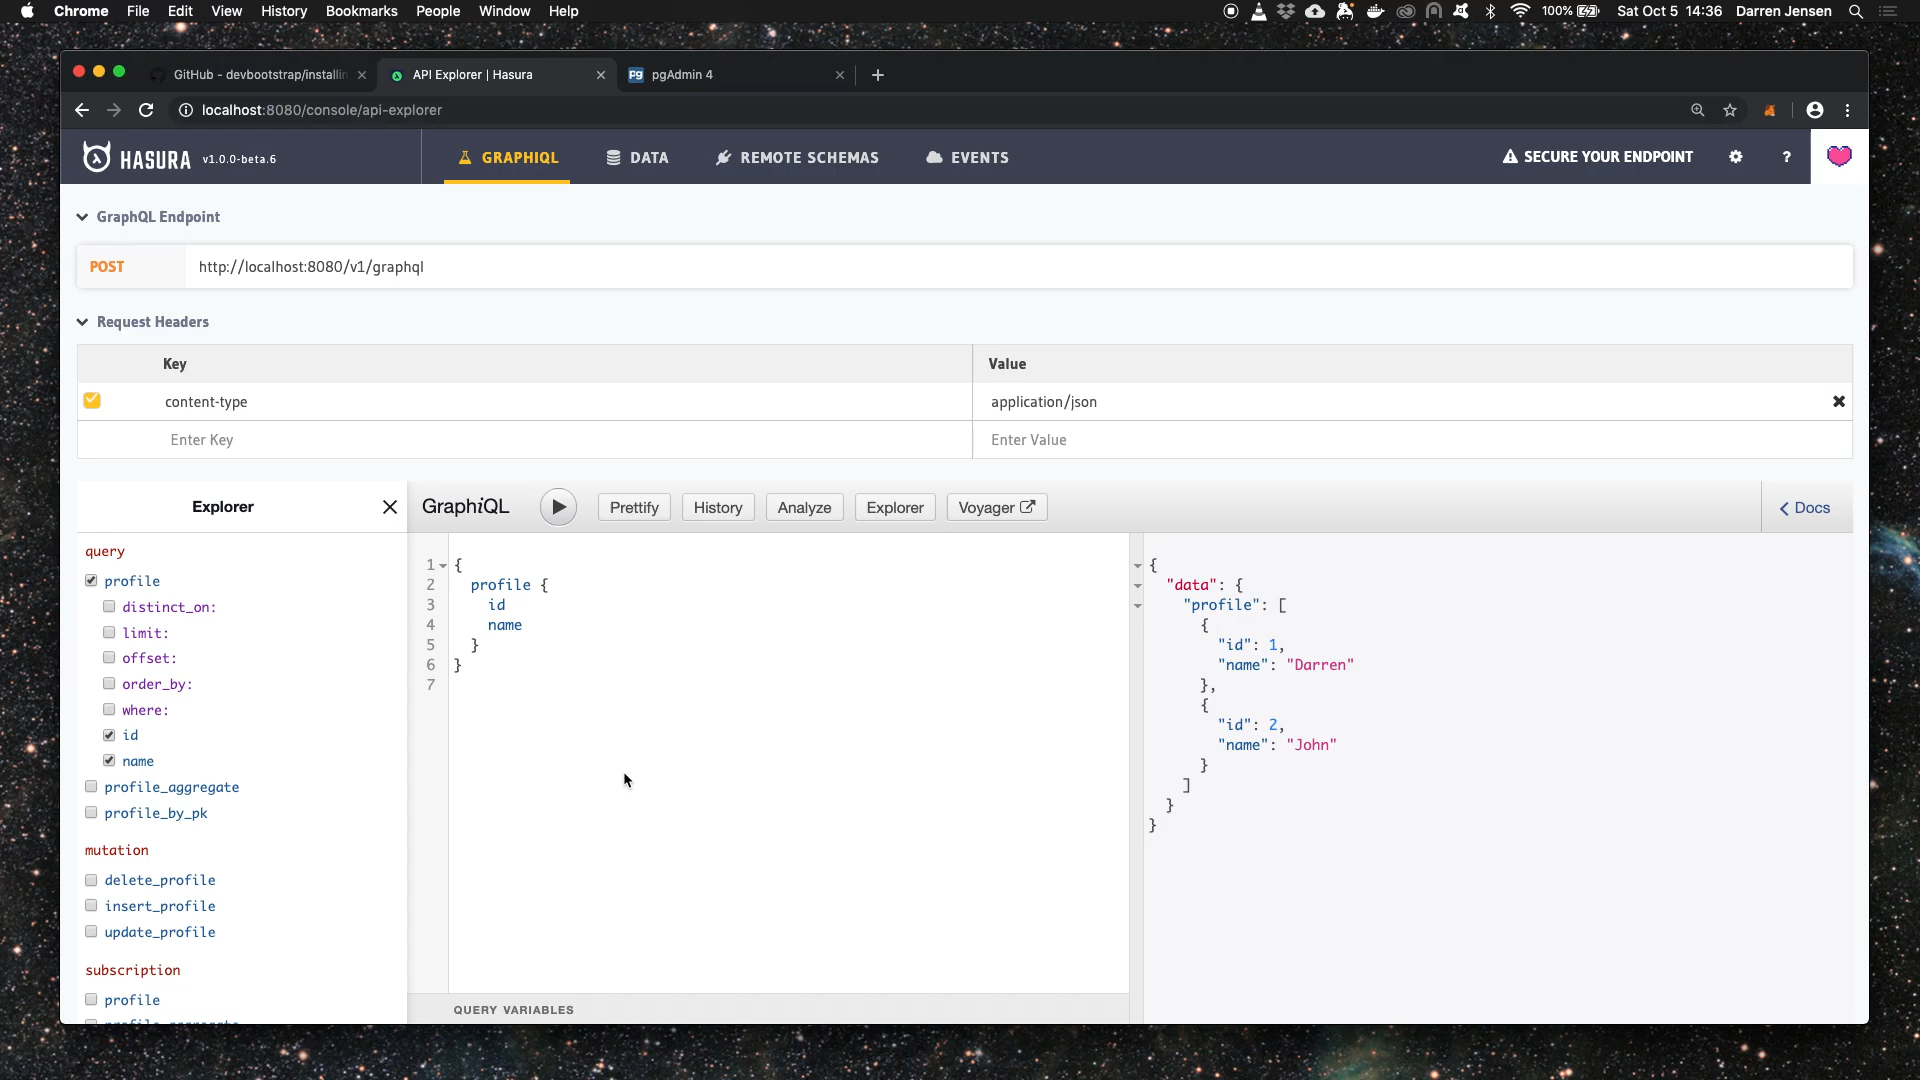 Chrome File Edit View History Bookmarks People Window Help
100% Sat Oct 5 14:36 Darren Jensen
GitHub - devbootstrap/installin
API Explorer | Hasura
pgAdmin 4
localhost:8080/console/api-explorer
HASURA v1.0.0-beta.6
GRAPHIQL
DATA
REMOTE SCHEMAS
EVENTS
SECURE YOUR ENDPOINT
?
GraphQL Endpoint
POST http://localhost:8080/v1/graphql
Request Headers
Key Value
content-type application/json
Enter Key Enter Value
Explorer
GraphiQL
Prettify
History
Analyze
Explorer
Voyager
Docs
query
profile
distinct_on:
limit:
offset:
order_by:
where:
id
name
profile_aggregate
profile_by_pk
mutation
delete_profile
insert_profile
update_profile
subscription
profile
1 {
2 profile {
3 id
4 name
5 }
6 }
7
QUERY VARIABLES
{
"data": {
"profile": [
{
"id": 1,
"name": "Darren"
},
{
"id": 2,
"name": "John"
}
]
}
}